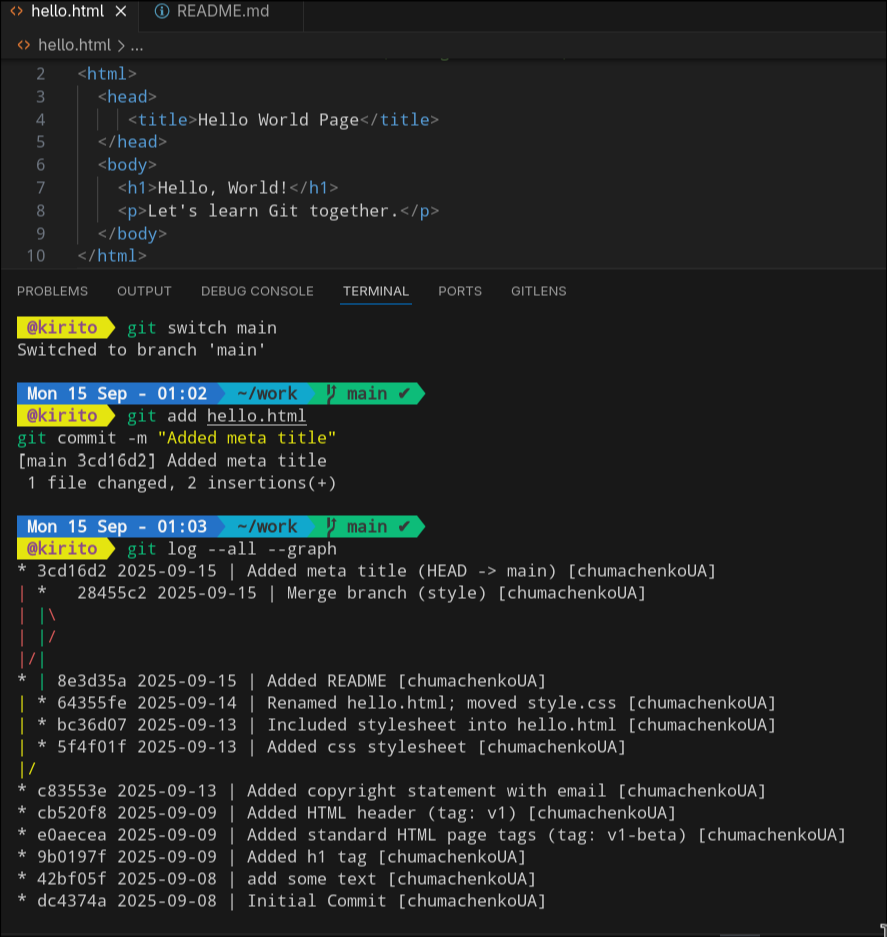 hello.html
README.md
hello.html > ...
2 <html>
3 <head>
4 <title>Hello World Page</title>
5 </head>
6 <body>
7 <h1>Hello, World!</h1>
8 <p>Let's learn Git together.</p>
9 </body>
10 </html>
PROBLEMS OUTPUT DEBUG CONSOLE TERMINAL PORTS GITLENS
@kirito git switch main
Switched to branch 'main'
Mon 15 Sep - 01:02 ~/work main ✔
@kirito git add hello.html
git commit -m "Added meta title"
[main 3cd16d2] Added meta title
1 file changed, 2 insertions(+)
Mon 15 Sep - 01:03 ~/work main ✔
@kirito git log --all --graph
* 3cd16d2 2025-09-15 | Added meta title (HEAD -> main) [chumachenkoUA]
| *   28455c2 2025-09-15 | Merge branch (style) [chumachenkoUA]
| |\
| |/
|/|
* | 8e3d35a 2025-09-15 | Added README [chumachenkoUA]
| * 64355fe 2025-09-14 | Renamed hello.html; moved style.css [chumachenkoUA]
| * bc36d07 2025-09-13 | Included stylesheet into hello.html [chumachenkoUA]
| * 5f4f01f 2025-09-13 | Added css stylesheet [chumachenkoUA]
|/
* c83553e 2025-09-13 | Added copyright statement with email [chumachenkoUA]
* cb520f8 2025-09-09 | Added HTML header (tag: v1) [chumachenkoUA]
* e0aecea 2025-09-09 | Added standard HTML page tags (tag: v1-beta) [chumachenkoUA]
* 9b0197f 2025-09-09 | Added h1 tag [chumachenkoUA]
* 42bf05f 2025-09-08 | add some text [chumachenkoUA]
* dc4374a 2025-09-08 | Initial Commit [chumachenkoUA]